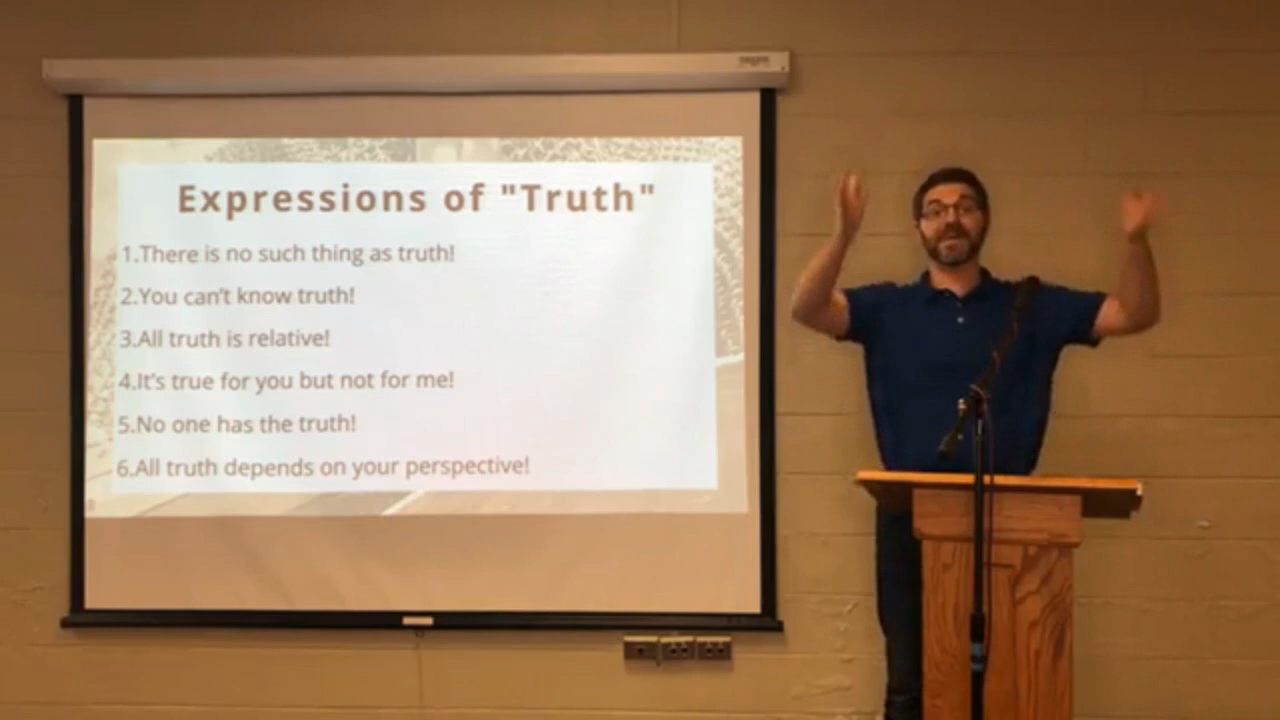 Expressions of "Truth"
1.There is no such thing as truth!
2.You can't know truth!
3.All truth is relative!
4.It's true for you but not for me!
5.No one has the truth!
6.All truth depends on your perspective!